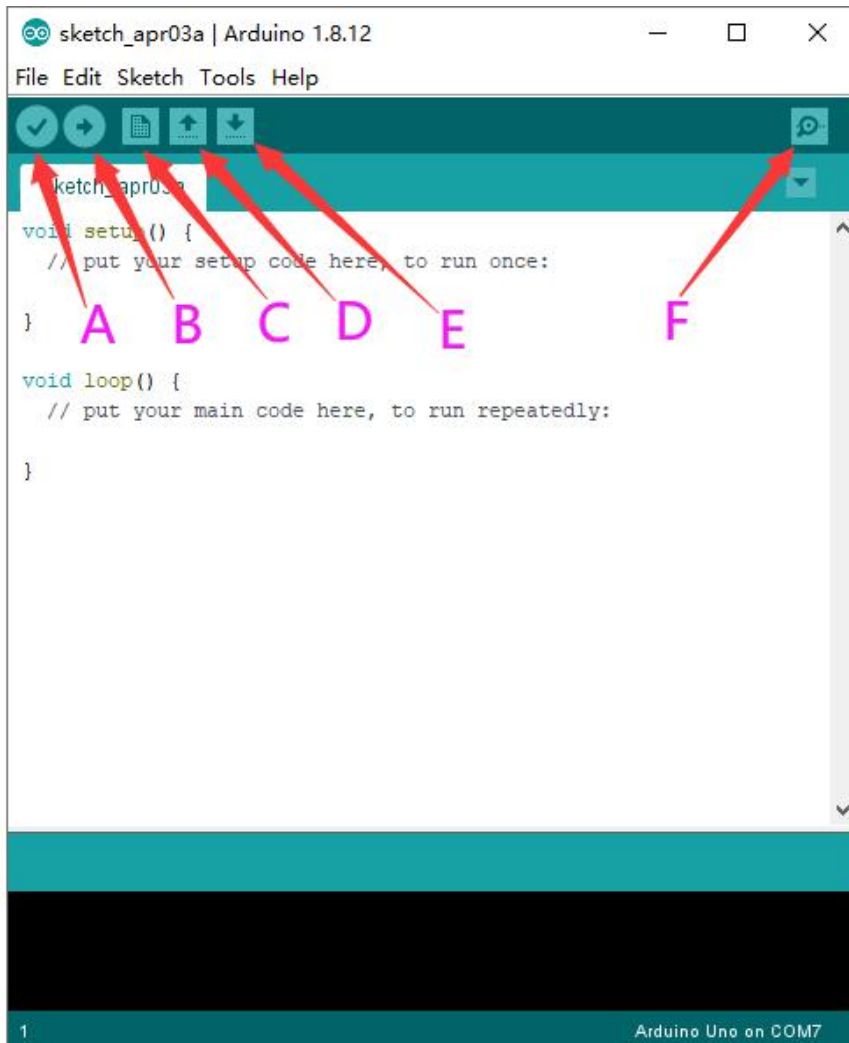 sketch_apr03a | Arduino 1.8.12
File Edit Sketch Tools Help
sketch_apr03a
void setup() {
  // put your setup code here, to run once:
}
A B C D E F
void loop() {
  // put your main code here, to run repeatedly:
}
1 Arduino Uno on COM7